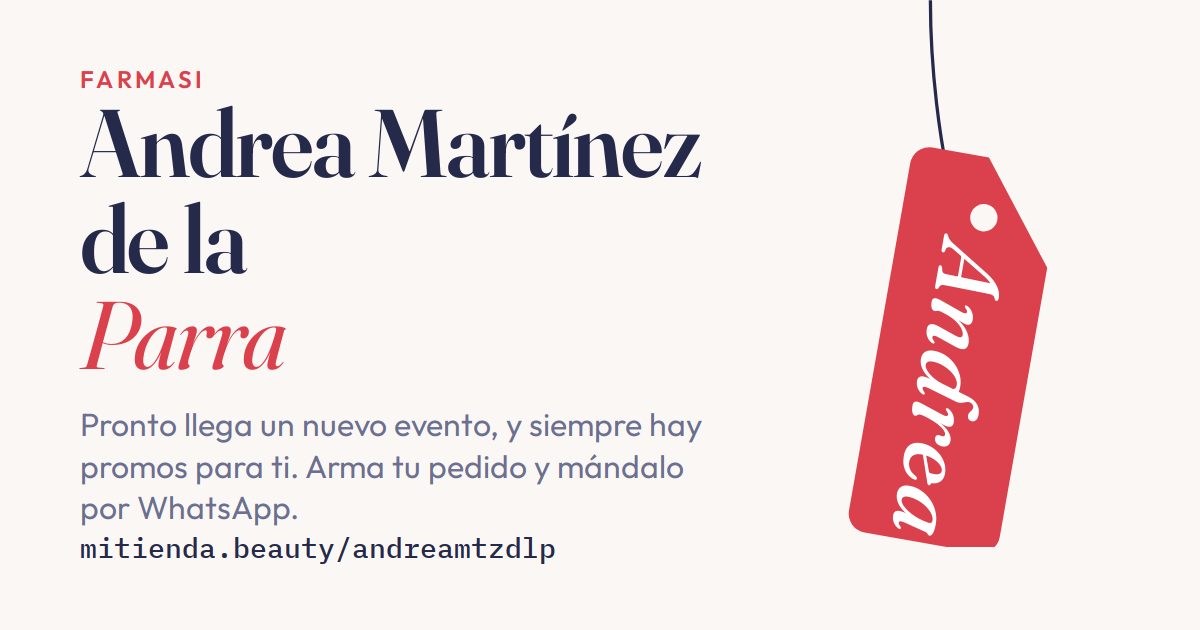 FARMASI
Andrea Martínez
de la
Parra
Pronto llega un nuevo evento, y siempre hay
promos para ti. Arma tu pedido y mándalo
por WhatsApp.
mitienda.beauty/andreamtzdlp
Andrea